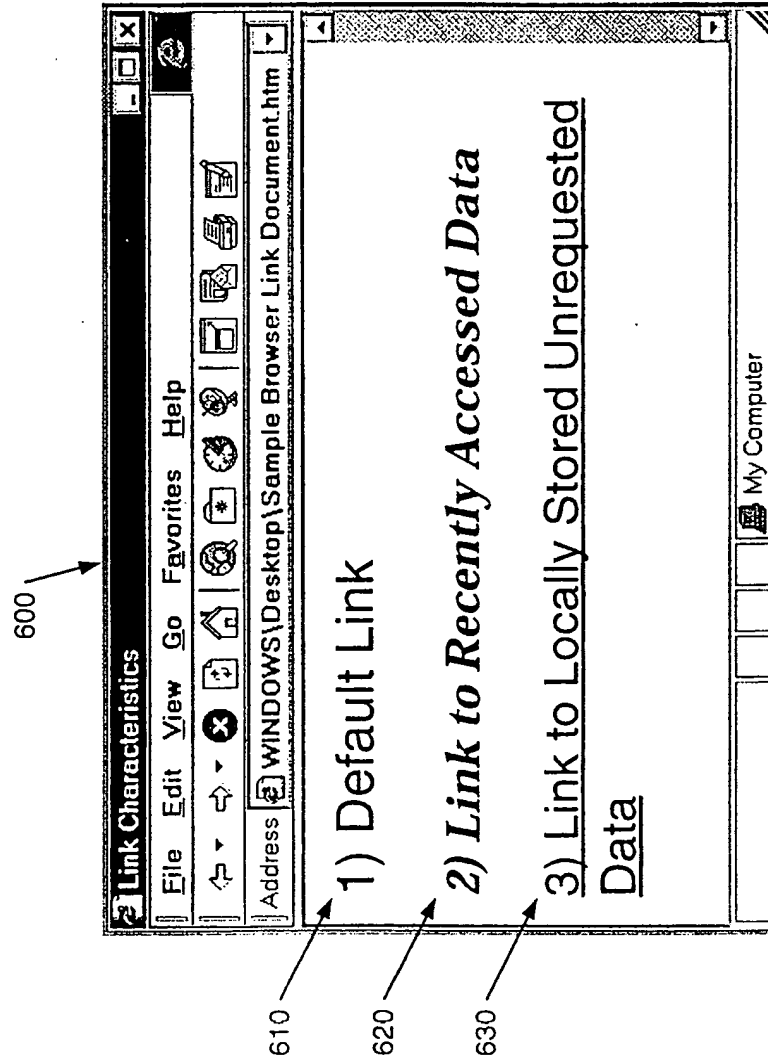 600
Link Characteristics
File Edit View Go Favorites Help
Address WINDOWS\Desktop\Sample Browser Link Document.htm
610
1) Default Link
620
2) Link to Recently Accessed Data
630
3) Link to Locally Stored Unrequested
Data
My Computer